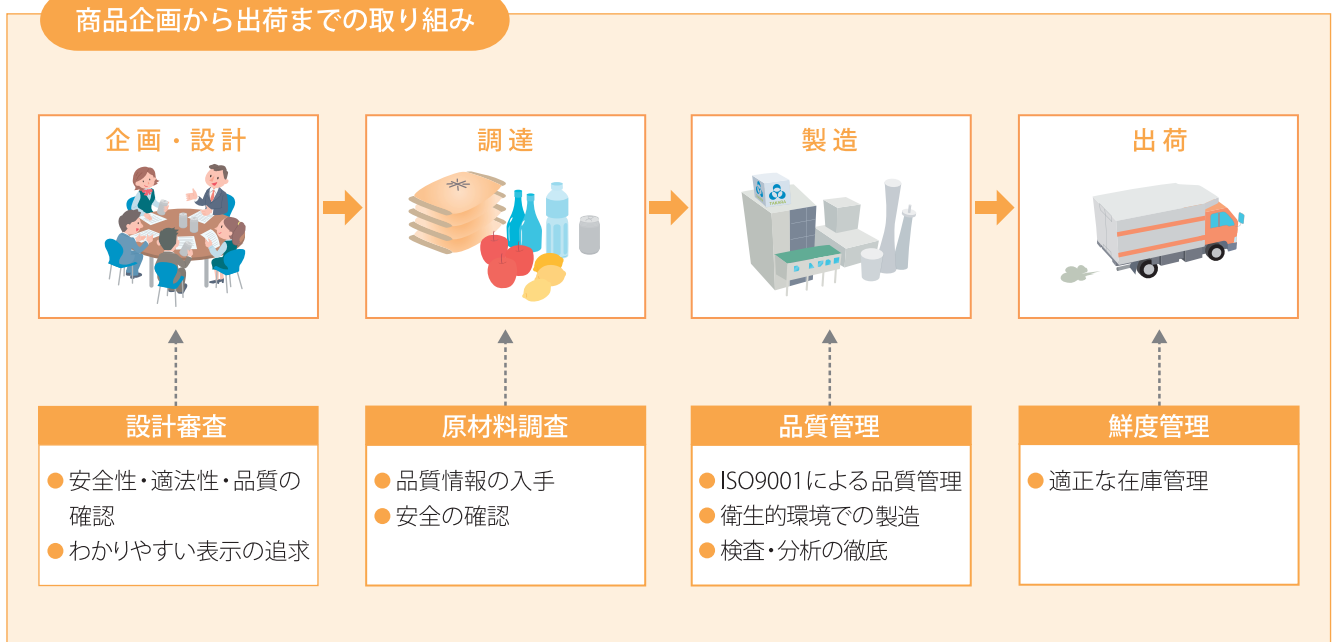 商品企画から出荷までの取り組み
企画・設計
調達
製造
出荷
設計審査
● 安全性・適法性・品質の
確認
● わかりやすい表示の追求
原材料調査
● 品質情報の入手
● 安全の確認
品質管理
● ISO9001による品質管理
● 衛生的環境での製造
● 検査・分析の徹底
鮮度管理
● 適正な在庫管理